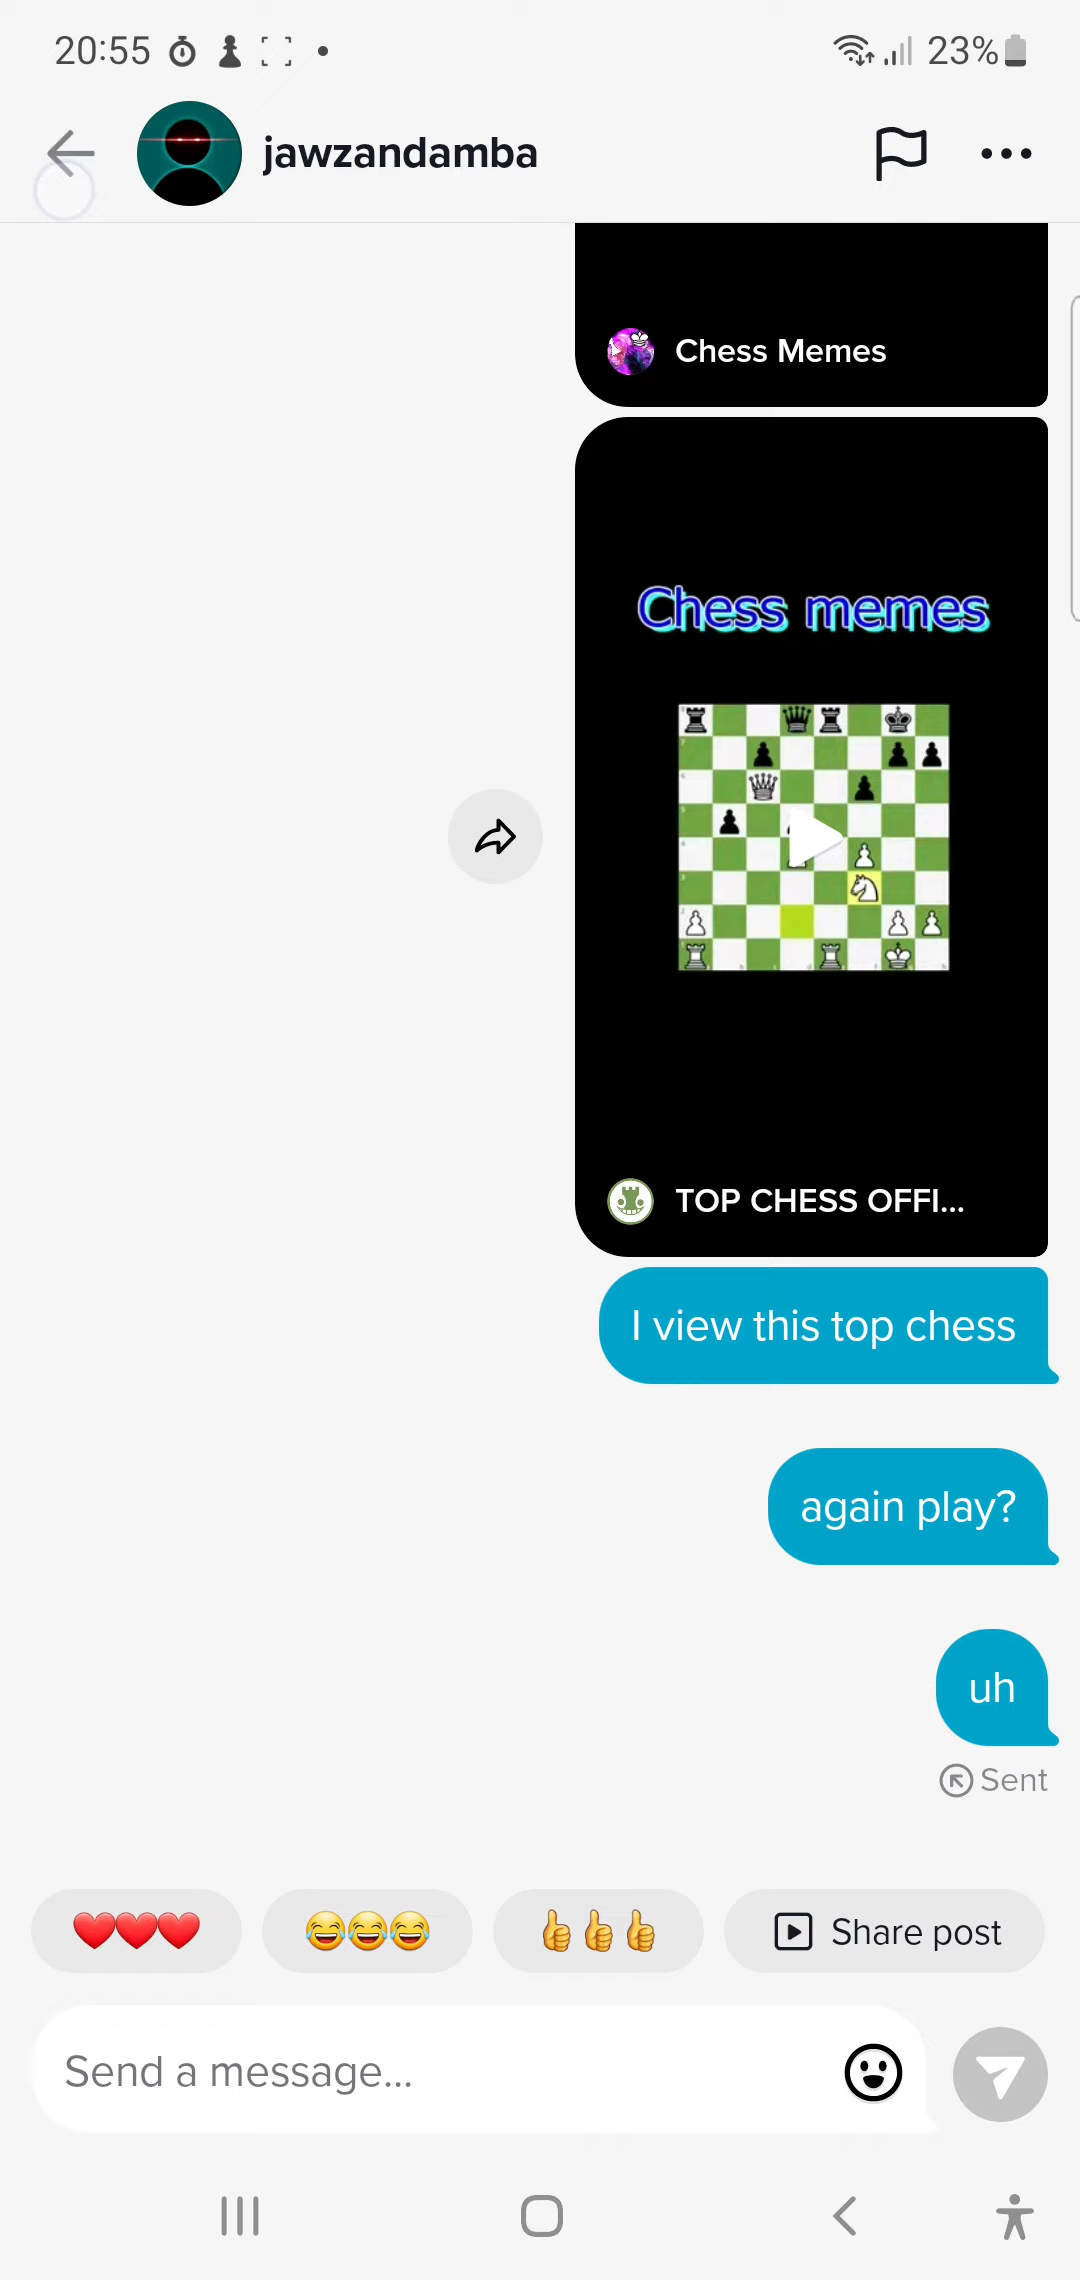 20:55
23%
jawzandamba
Chess Memes
Chess memes
TOP CHESS OFFI...
I view this top chess
again play?
uh
Sent
Share post
Send a message...